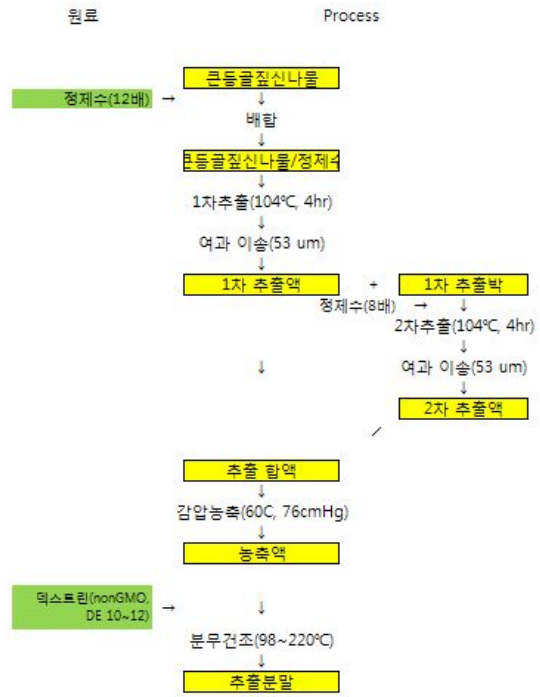 원료 Process
큰등골짚신나물
정제수(12배) →
↓
배합
↓
큰등골짚신나물/정제수
↓
1차추출(104℃, 4hr)
↓
여과 이송(53 um)
↓
1차 추출액 + 1차 추출박
정제수(8배) → ↓
2차추출(104℃, 4hr)
↓
↓ 여과 이송(53 um)
↓
2차 추출액
추출 합액
↓
감압농축(60C, 76cmHg)
↓
농축액
덱스트린(nonGMO,
DE 10~12) → ↓
분무건조(98~220℃)
↓
추출분말